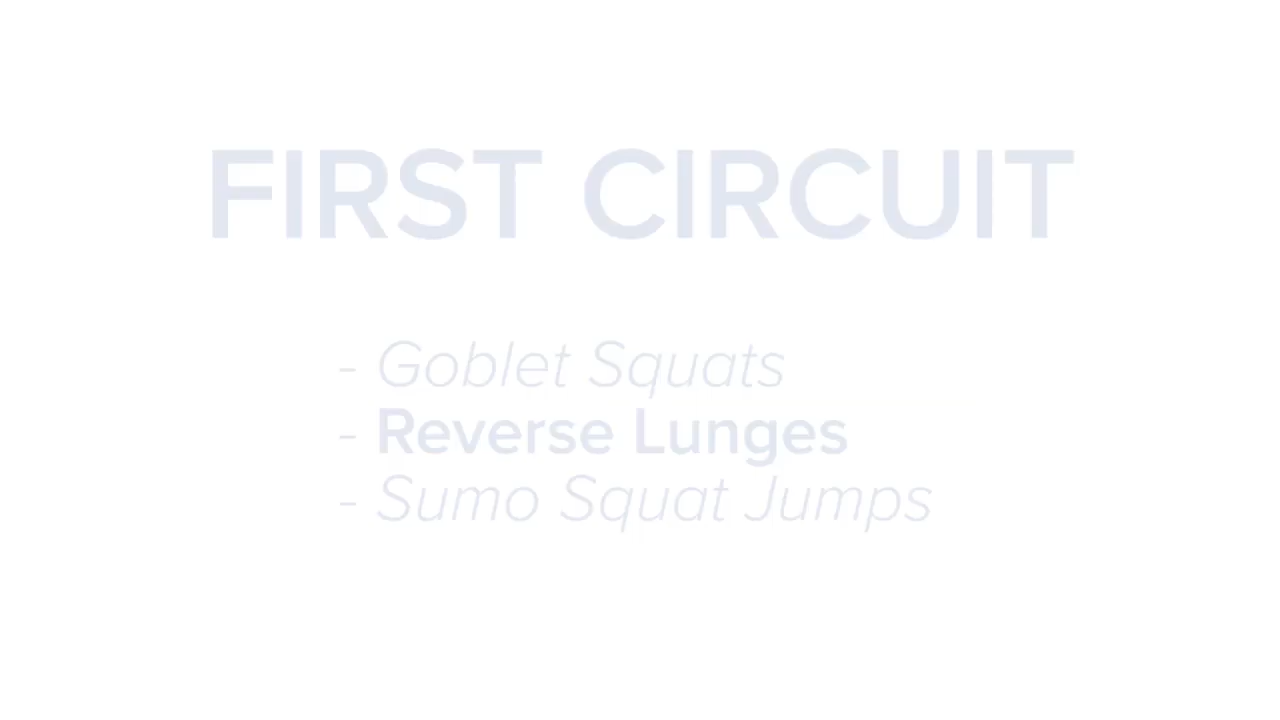 FIRST CIRCUIT
- Goblet Squats
- Reverse Lunges
- Sumo Squat Jumps